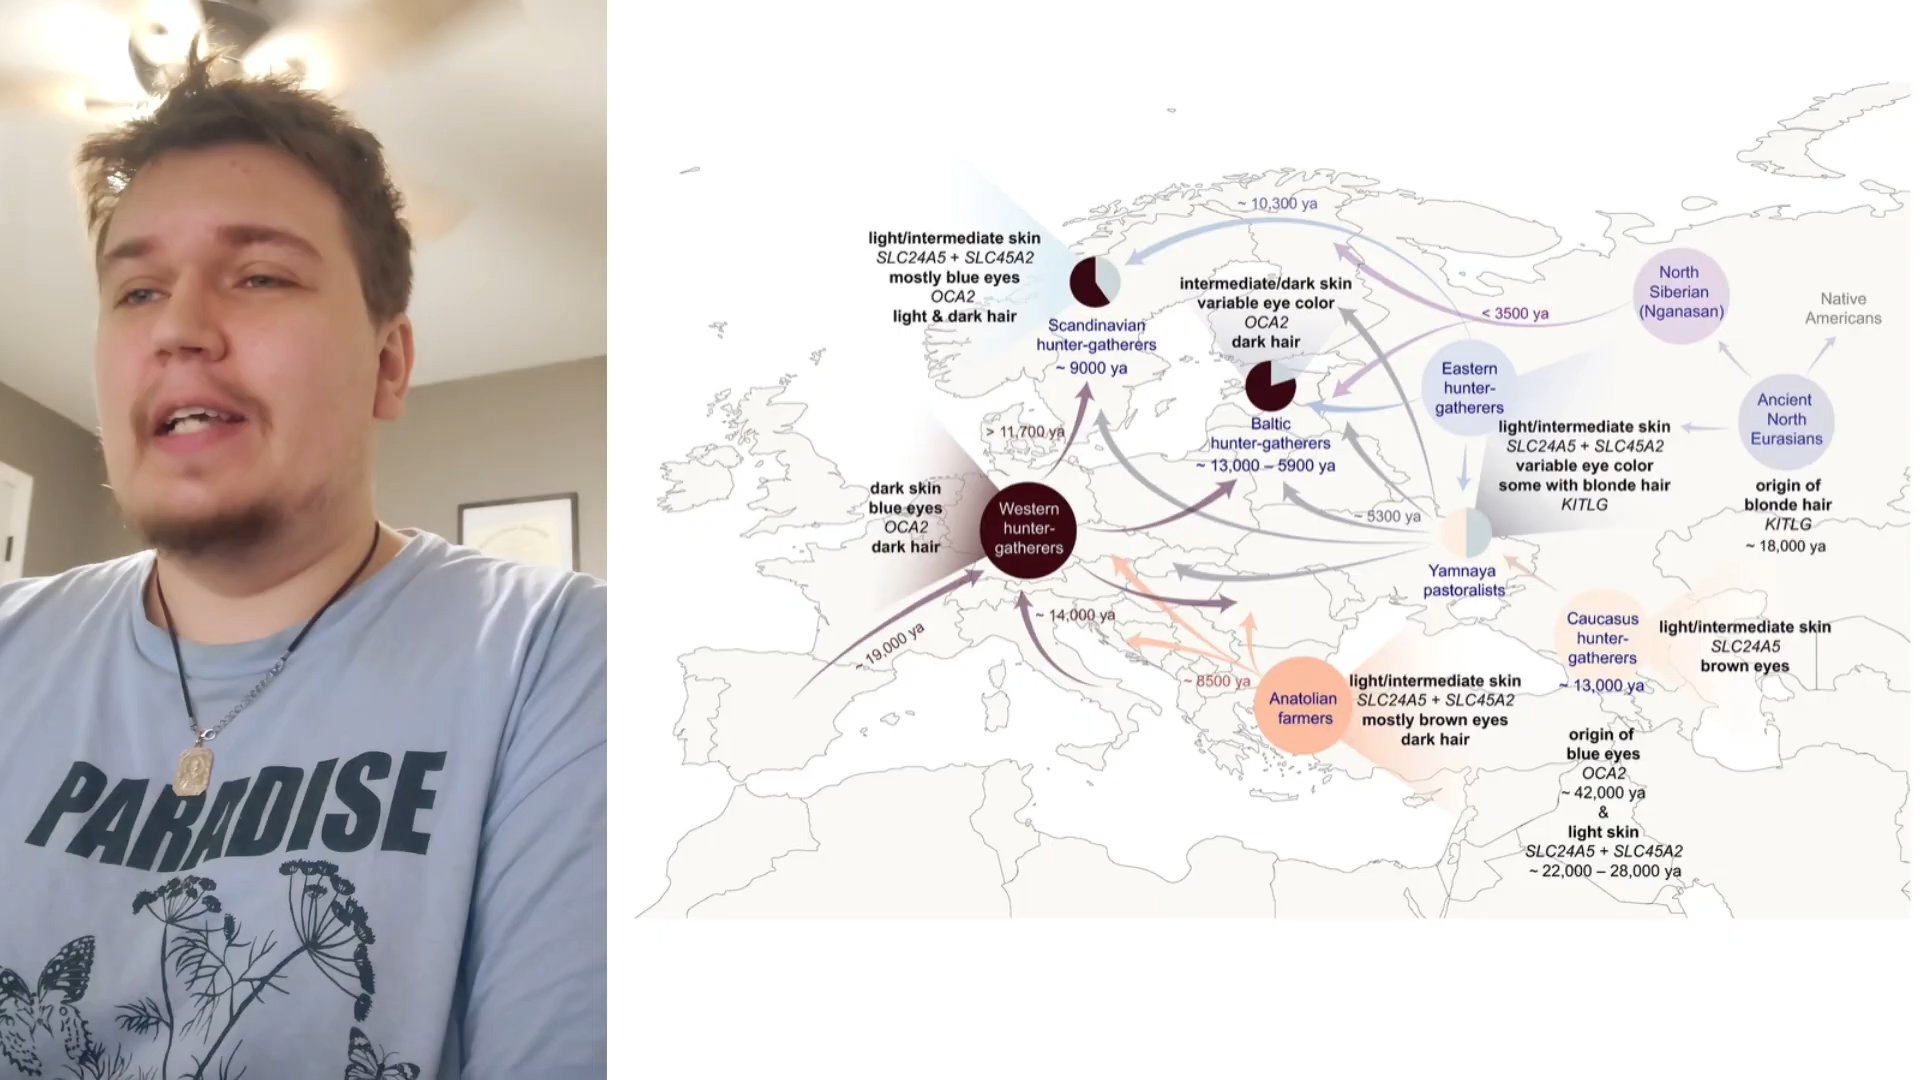 PARADISE
~ 10,300 ya
light/intermediate skin
SLC24A5 + SLC45A2
mostly blue eyes
OCA2
light & dark hair
Scandinavian
hunter-gatherers
~ 9000 ya
intermediate/dark skin
variable eye color
OCA2
dark hair
Baltic
hunter-gatherers
~ 13,000 – 5900 ya
North
Siberian
(Nganasan)
< 3500 ya
Native
Americans
Eastern
hunter-
gatherers
Ancient
North
Eurasians
light/intermediate skin
SLC24A5 + SLC45A2
variable eye color
some with blonde hair
KITLG
origin of
blonde hair
KITLG
~ 18,000 ya
> 11,700 ya
dark skin
blue eyes
OCA2
dark hair
Western
hunter-
gatherers
~ 5300 ya
Yamnaya
pastoralists
~ 19,000 ya
~ 14,000 ya
~ 8500 ya
Anatolian
farmers
light/intermediate skin
SLC24A5 + SLC45A2
mostly brown eyes
dark hair
Caucasus
hunter-
gatherers
~ 13,000 ya
light/intermediate skin
SLC24A5
brown eyes
origin of
blue eyes
OCA2
~ 42,000 ya
&
light skin
SLC24A5 + SLC45A2
~ 22,000 – 28,000 ya